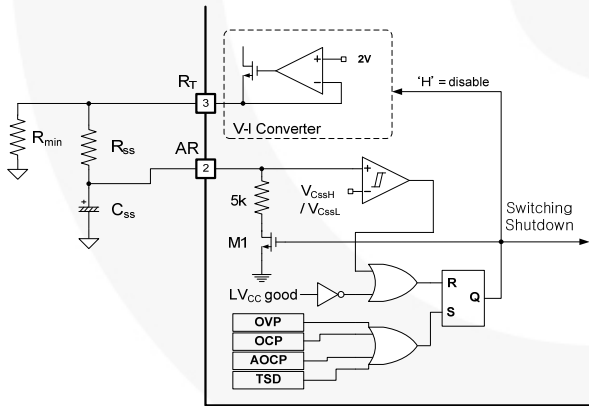 2V
'H' = disable
R_T
3
V-I Converter
R_min
R_ss
AR
2
+
−
5k
V_CssH
/ V_CssL
C_ss
+
M1
Switching
Shutdown
LV_CC good
R
Q
S
OVP
OCP
AOCP
TSD
+
−